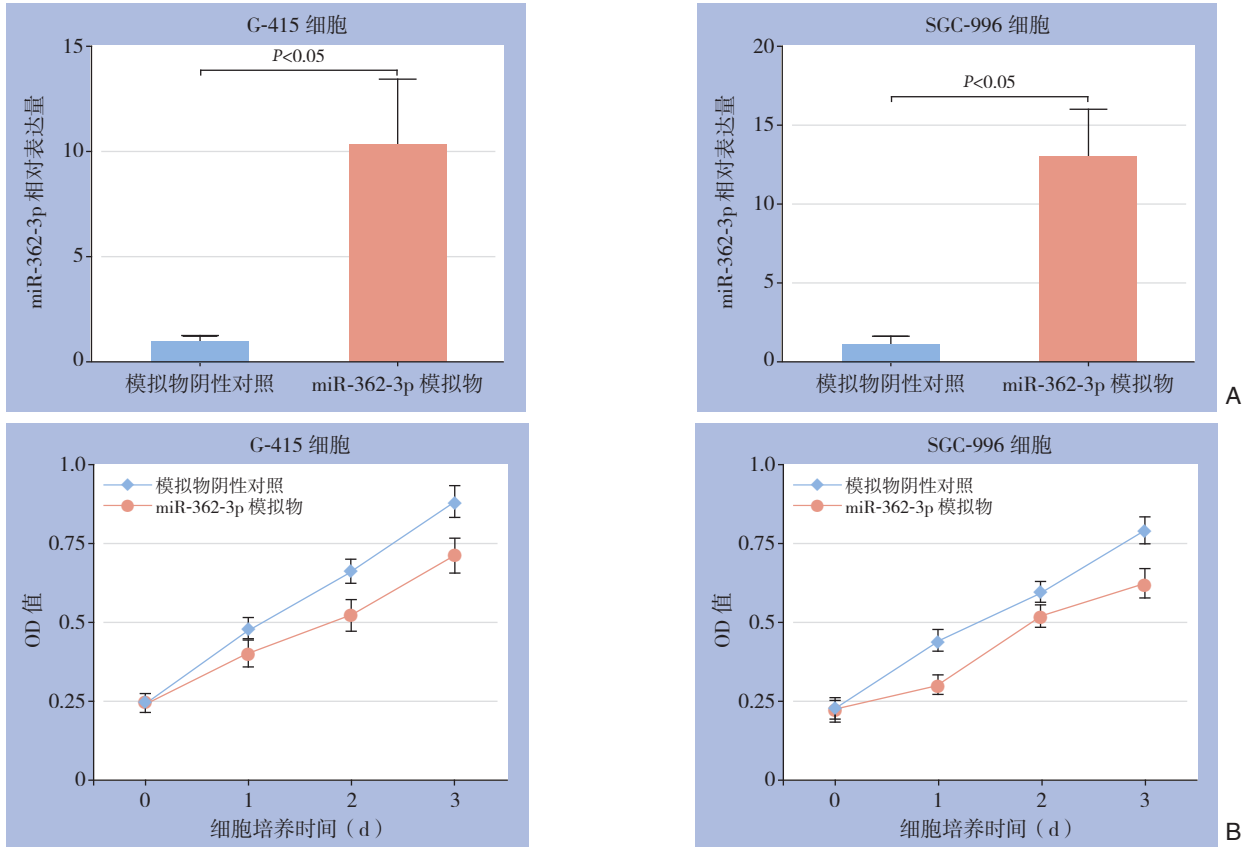 G-415 细胞
miR-362-3p 相对表达量
15
10
5
0
P<0.05
模拟物阴性对照
miR-362-3p 模拟物
SGC-996 细胞
miR-362-3p 相对表达量
20
15
10
5
0
P<0.05
模拟物阴性对照
miR-362-3p 模拟物
A
G-415 细胞
OD 值
1.0
0.75
0.5
0.25
0
模拟物阴性对照
miR-362-3p 模拟物
0 1 2 3
细胞培养时间（d）
SGC-996 细胞
OD 值
1.0
0.75
0.5
0.25
0
模拟物阴性对照
miR-362-3p 模拟物
0 1 2 3
细胞培养时间（d）
B